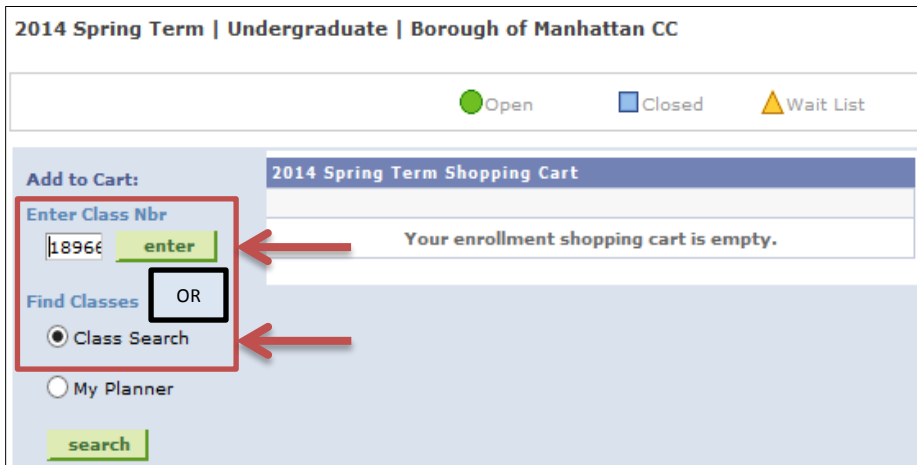 2014 Spring Term | Undergraduate | Borough of Manhattan CC
Open Closed Wait List
Add to Cart:
2014 Spring Term Shopping Cart
Enter Class Nbr
18966 enter
Your enrollment shopping cart is empty.
Find Classes
OR
Class Search
My Planner
search